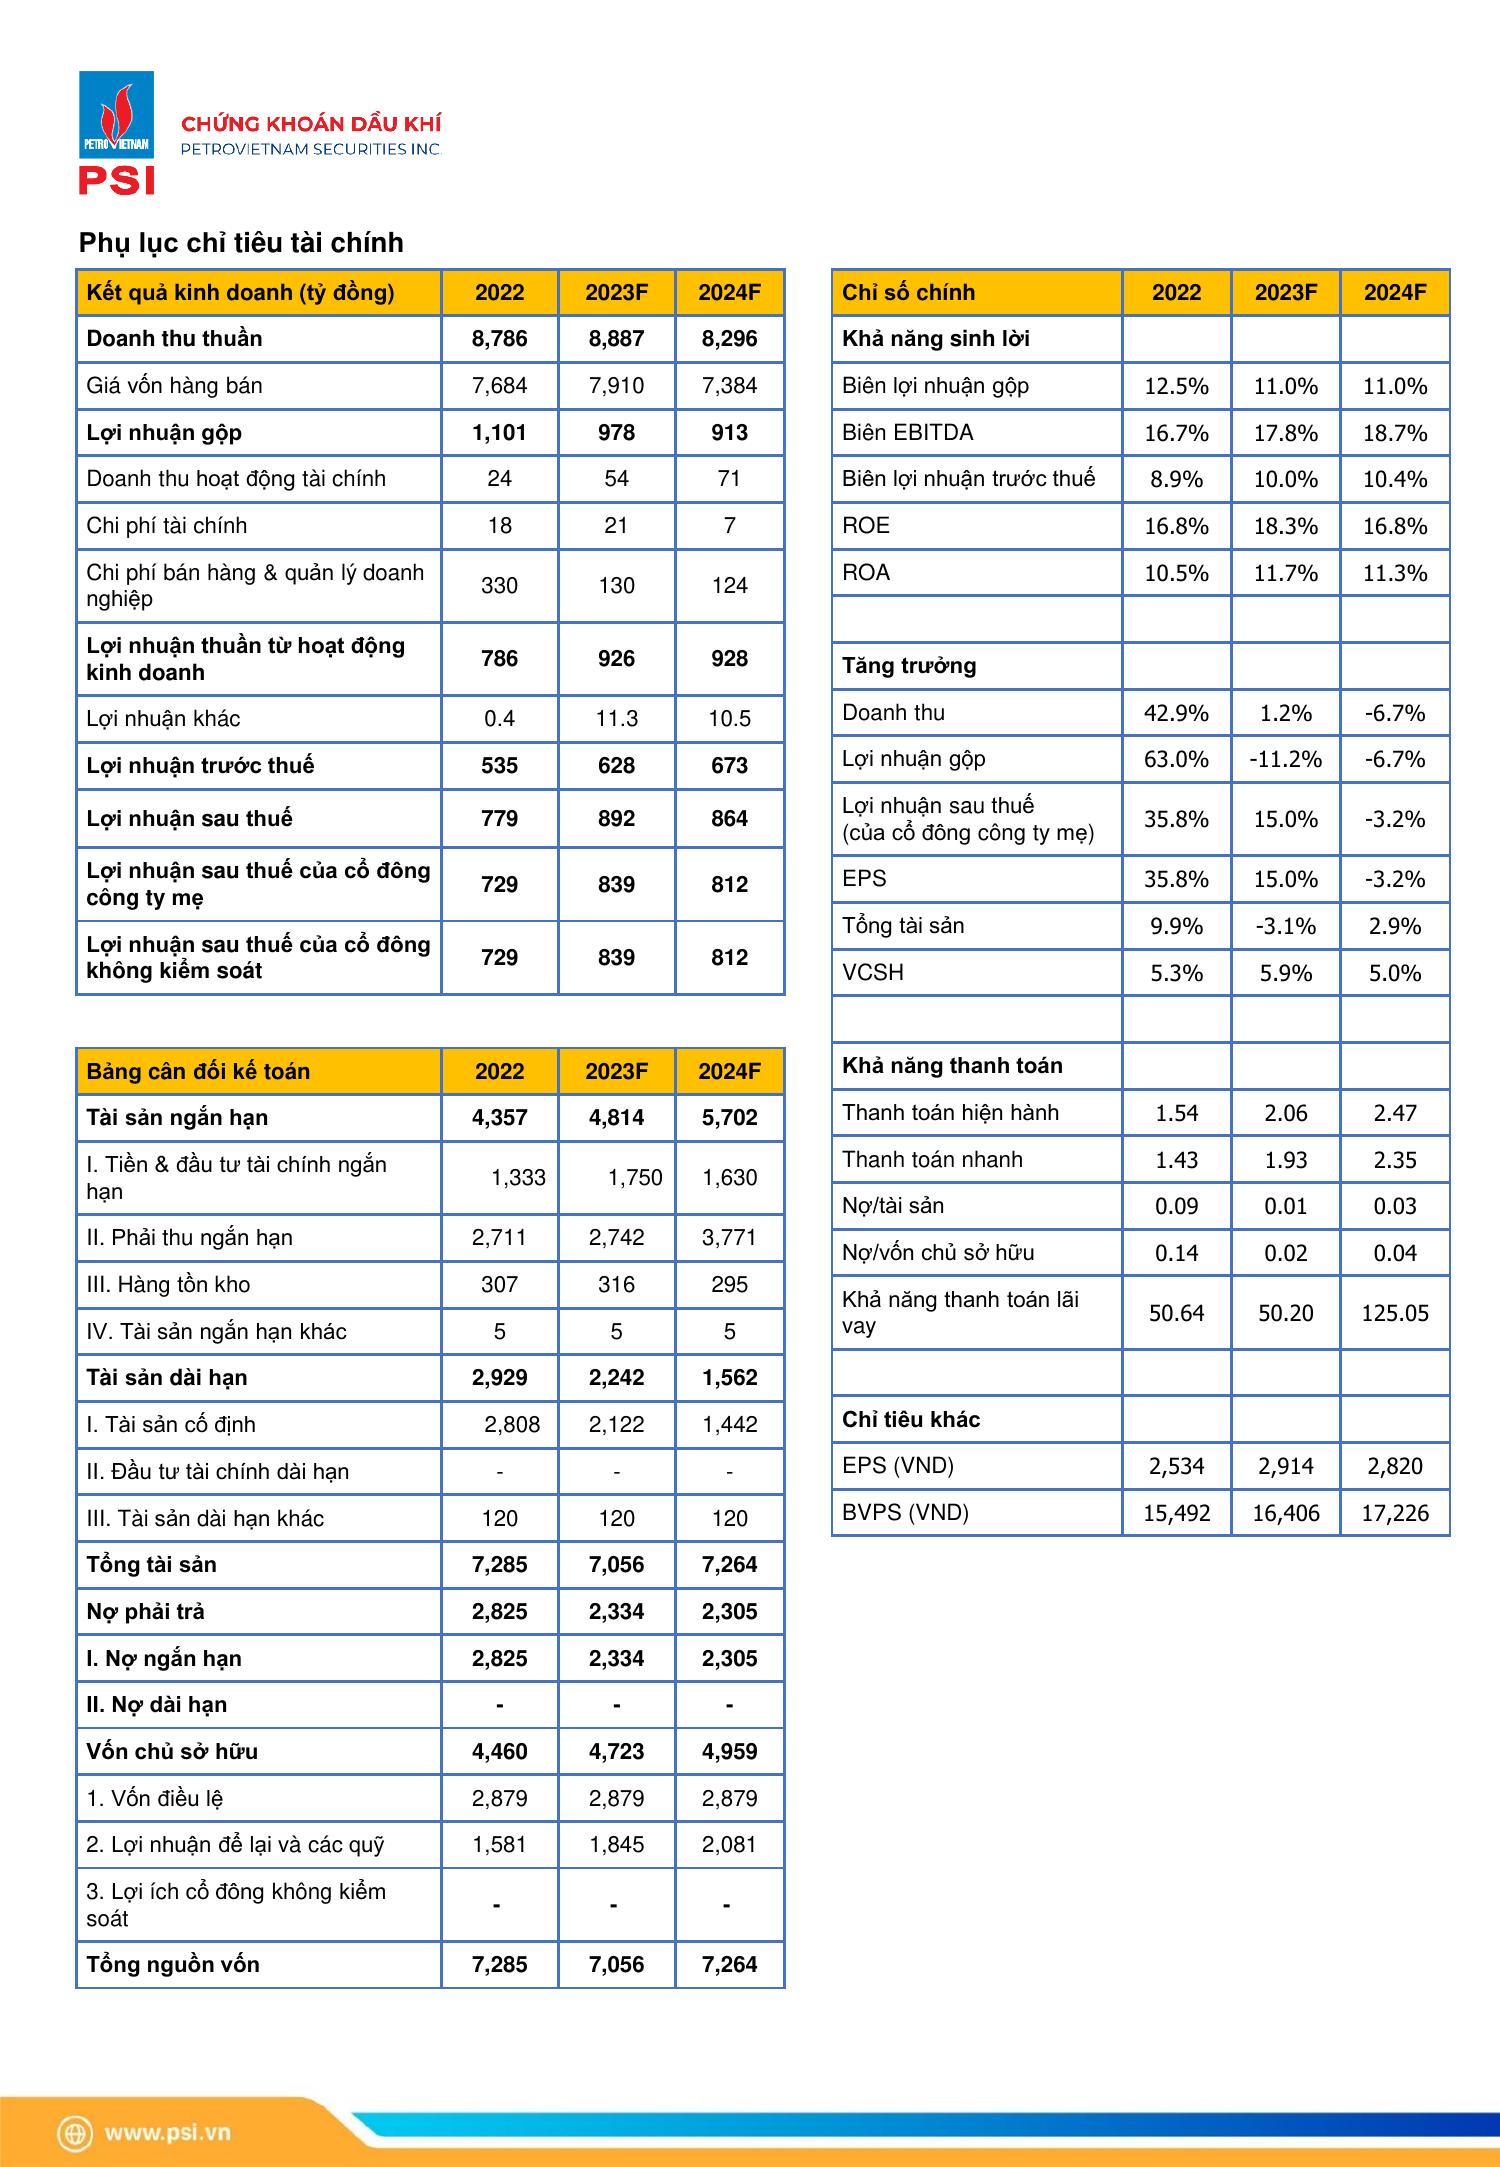 PETROVIETNAM
PSI
CHỨNG KHOÁN DẦU KHÍ
PETROVIETNAM SECURITIES INC.
Phụ lục chỉ tiêu tài chính
Kết quả kinh doanh (tỷ đồng) 2022 2023F 2024F
Doanh thu thuần 8,786 8,887 8,296
Giá vốn hàng bán 7,684 7,910 7,384
Lợi nhuận gộp 1,101 978 913
Doanh thu hoạt động tài chính 24 54 71
Chi phí tài chính 18 21 7
Chi phí bán hàng & quản lý doanh
nghiệp 330 130 124
Lợi nhuận thuần từ hoạt động
kinh doanh 786 926 928
Lợi nhuận khác 0.4 11.3 10.5
Lợi nhuận trước thuế 535 628 673
Lợi nhuận sau thuế 779 892 864
Lợi nhuận sau thuế của cổ đông
công ty mẹ 729 839 812
Lợi nhuận sau thuế của cổ đông
không kiểm soát 729 839 812
Bảng cân đối kế toán 2022 2023F 2024F
Tài sản ngắn hạn 4,357 4,814 5,702
I. Tiền & đầu tư tài chính ngắn
hạn 1,333 1,750 1,630
II. Phải thu ngắn hạn 2,711 2,742 3,771
III. Hàng tồn kho 307 316 295
IV. Tài sản ngắn hạn khác 5 5 5
Tài sản dài hạn 2,929 2,242 1,562
I. Tài sản cố định 2,808 2,122 1,442
II. Đầu tư tài chính dài hạn - - -
III. Tài sản dài hạn khác 120 120 120
Tổng tài sản 7,285 7,056 7,264
Nợ phải trả 2,825 2,334 2,305
I. Nợ ngắn hạn 2,825 2,334 2,305
II. Nợ dài hạn - - -
Vốn chủ sở hữu 4,460 4,723 4,959
1. Vốn điều lệ 2,879 2,879 2,879
2. Lợi nhuận để lại và các quỹ 1,581 1,845 2,081
3. Lợi ích cổ đông không kiểm
soát - - -
Tổng nguồn vốn 7,285 7,056 7,264
Chỉ số chính 2022 2023F 2024F
Khả năng sinh lời
Biên lợi nhuận gộp 12.5% 11.0% 11.0%
Biên EBITDA 16.7% 17.8% 18.7%
Biên lợi nhuận trước thuế 8.9% 10.0% 10.4%
ROE 16.8% 18.3% 16.8%
ROA 10.5% 11.7% 11.3%
Tăng trưởng
Doanh thu 42.9% 1.2% -6.7%
Lợi nhuận gộp 63.0% -11.2% -6.7%
Lợi nhuận sau thuế
(của cổ đông công ty mẹ) 35.8% 15.0% -3.2%
EPS 35.8% 15.0% -3.2%
Tổng tài sản 9.9% -3.1% 2.9%
VCSH 5.3% 5.9% 5.0%
Khả năng thanh toán
Thanh toán hiện hành 1.54 2.06 2.47
Thanh toán nhanh 1.43 1.93 2.35
Nợ/tài sản 0.09 0.01 0.03
Nợ/vốn chủ sở hữu 0.14 0.02 0.04
Khả năng thanh toán lãi
vay 50.64 50.20 125.05
Chỉ tiêu khác
EPS (VND) 2,534 2,914 2,820
BVPS (VND) 15,492 16,406 17,226
www.psi.vn